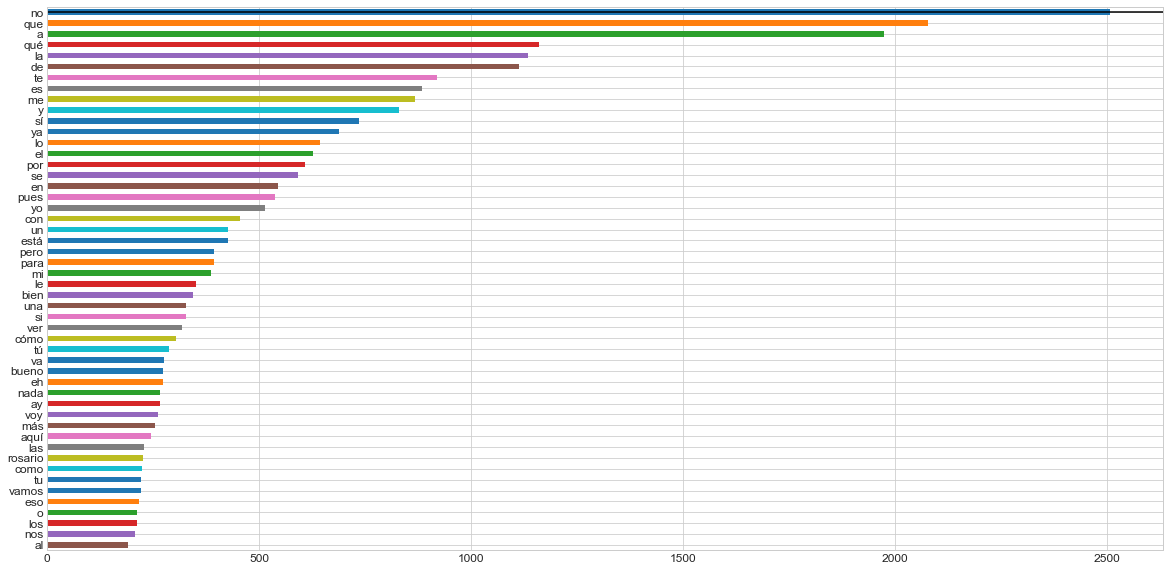 no
que
a
qué
la
de
te
es
me
y
sí
ya
lo
el
por
se
en
pues
yo
con
un
está
pero
para
mi
le
bien
una
si
ver
cómo
tú
va
bueno
eh
nada
ay
voy
más
aquí
las
rosario
como
tu
vamos
eso
o
los
nos
al
0 500 1000 1500 2000 2500